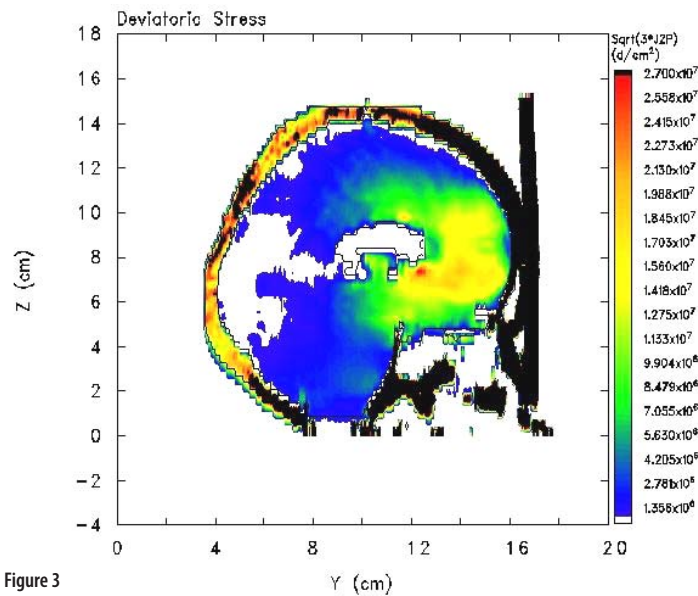 Deviatoric Stress
Sqrt(3*J2P)
(d/cm²)
18
16
14
12
10
8
6
4
2
0
−2
−4
Z (cm)
0
4
8
12
16
20
Y (cm)
2.700x10⁷
2.558x10⁷
2.415x10⁷
2.273x10⁷
2.130x10⁷
1.988x10⁷
1.845x10⁷
1.703x10⁷
1.560x10⁷
1.418x10⁷
1.275x10⁷
1.133x10⁷
9.904x10⁶
8.479x10⁶
7.055x10⁶
5.630x10⁶
4.205x10⁶
2.781x10⁶
1.356x10⁶
Figure 3